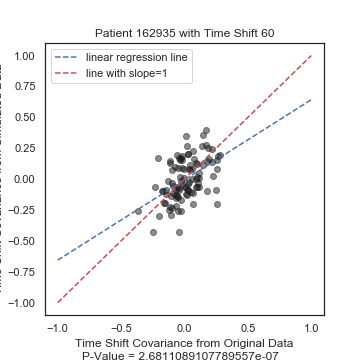 Patient 162935 with Time Shift 60
linear regression line
line with slope=1
1.00
0.75
0.50
0.25
0.00
−0.25
−0.50
−0.75
−1.00
−1.0 −0.5 0.0 0.5 1.0
Time Shift Covariance from Original Data
P-Value = 2.6811089107789557e-07